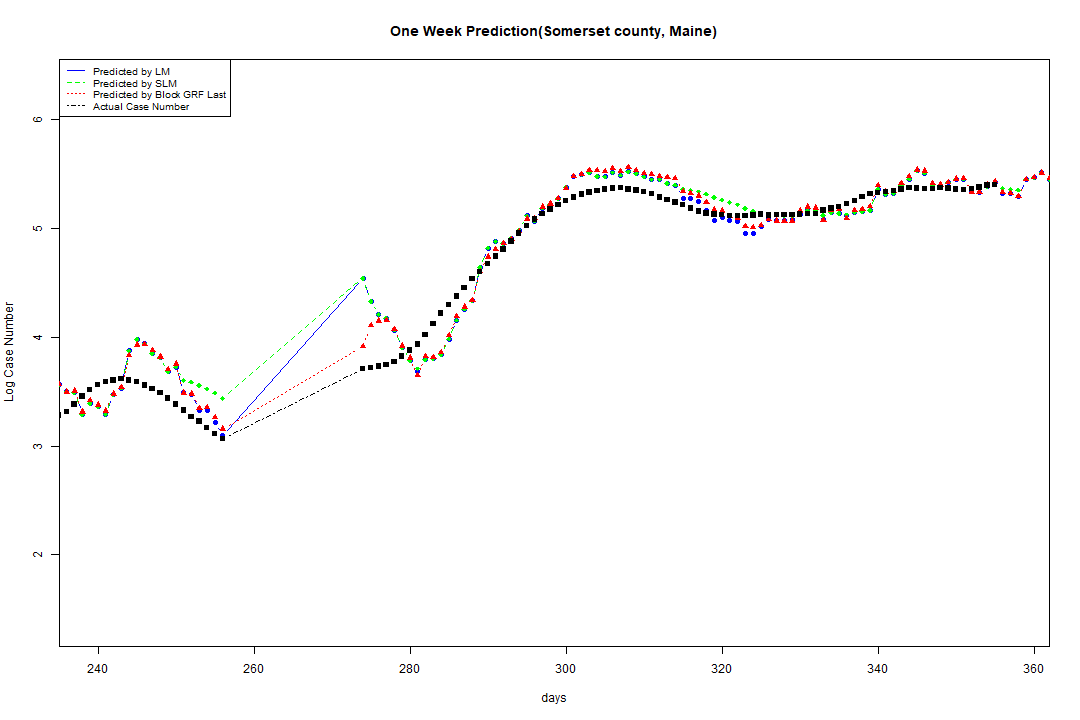 One Week Prediction(Somerset county, Maine)
Predicted by LM
Predicted by SLM
Predicted by Block GRF Last
Actual Case Number
6
5
4
3
2
Log Case Number
240 260 280 300 320 340 360
days